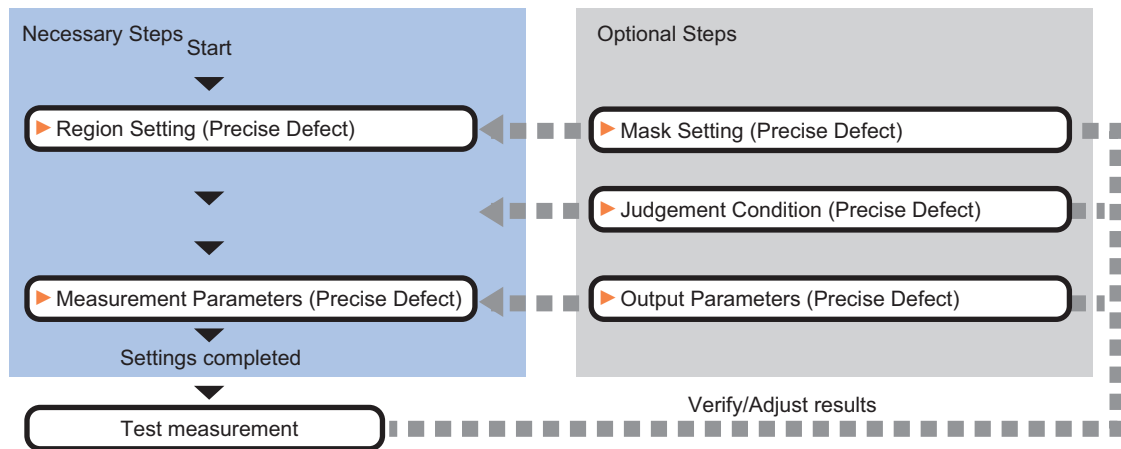 Necessary Steps
Start
Region Setting (Precise Defect)
Measurement Parameters (Precise Defect)
Settings completed
Test measurement
Optional Steps
Mask Setting (Precise Defect)
Judgement Condition (Precise Defect)
Output Parameters (Precise Defect)
Verify/Adjust results